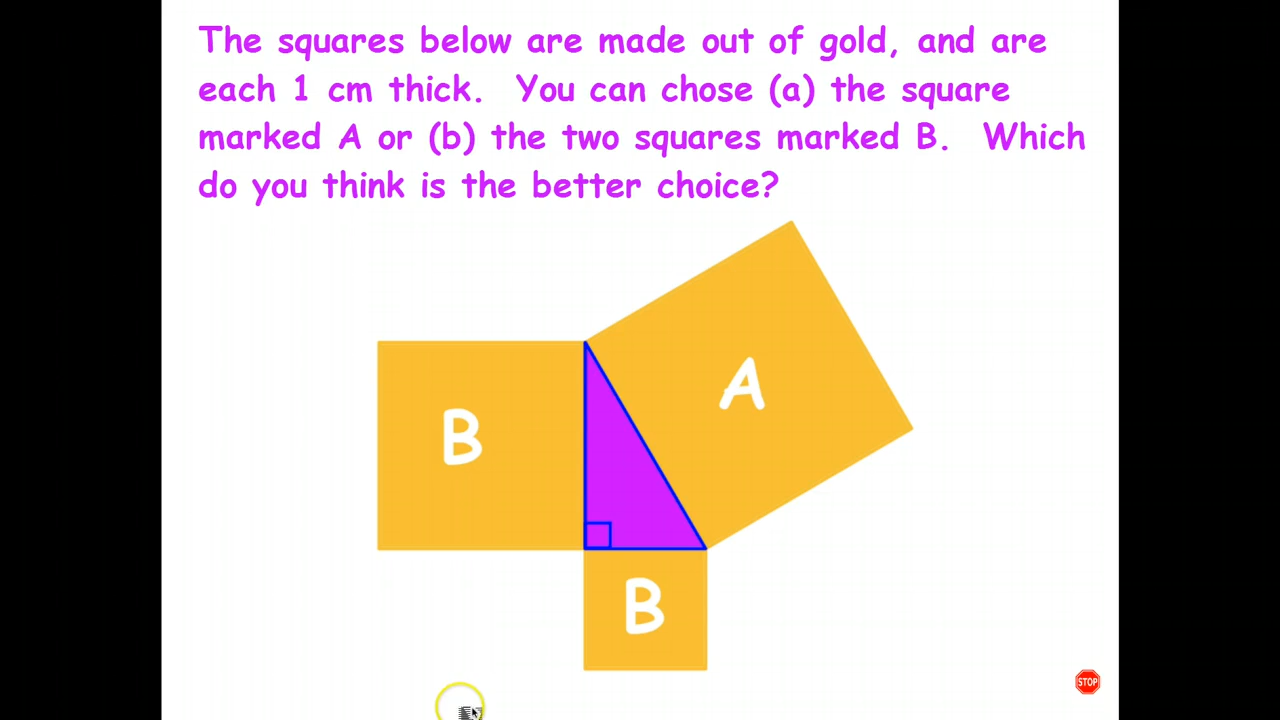 The squares below are made out of gold, and are
each 1 cm thick.  You can chose (a) the square
marked A or (b) the two squares marked B.  Which
do you think is the better choice?
A
B
B
STOP